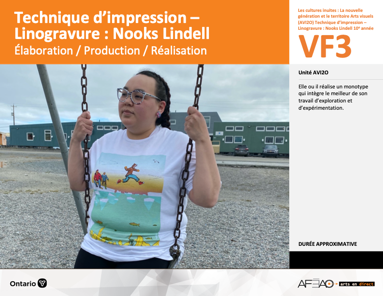 Technique d'impression –
Linogravure : Nooks Lindell
Élaboration / Production / Réalisation
Les cultures inuites : La nouvelle
génération et le territoire Arts visuels
(AVI2O) Technique d'impression –
Linogravure : Nooks Lindell 10ᵉ année
VF3
Unité AVI2O
Elle ou il réalise un monotype
qui intègre le meilleur de son
travail d'exploration et
d'expérimentation.
DURÉE APPROXIMATIVE
Ontario
AFEAO
arts en direct